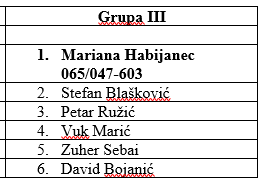 Grupa III
1. Mariana Habijanec
065/047-603
2. Stefan Blašković
3. Petar Ružić
4. Vuk Marić
5. Zuher Sebai
6. David Bojanić